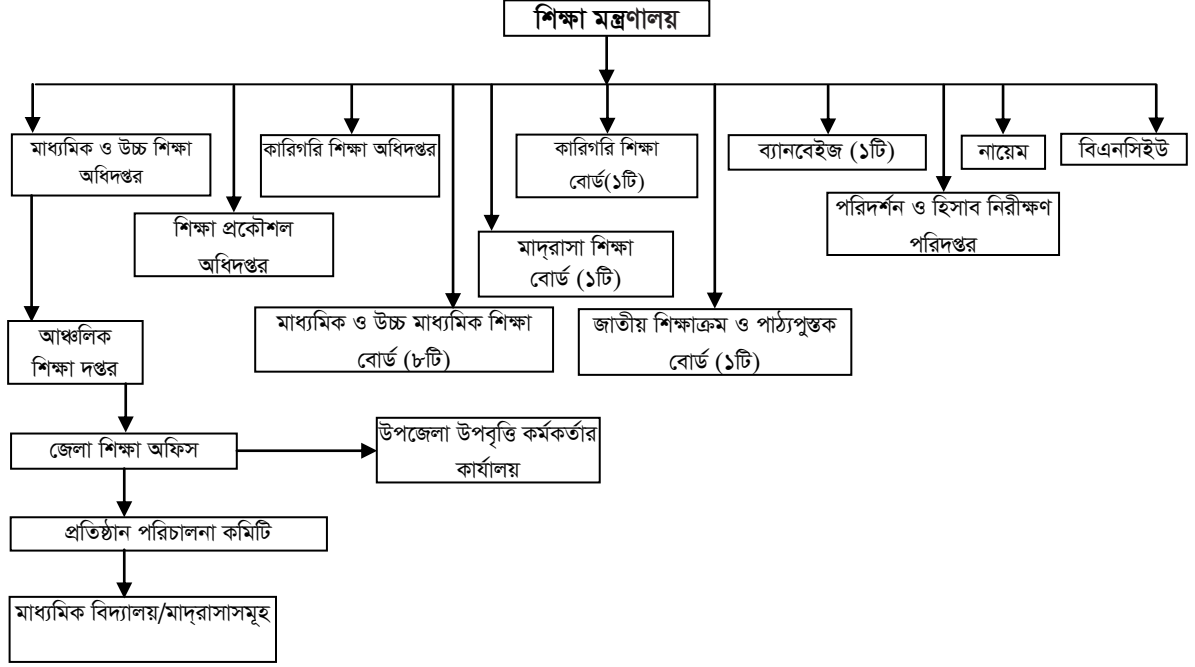 শিক্ষা মন্ত্রণালয়
মাধ্যমিক ও উচ্চ শিক্ষা
অধিদপ্তর
শিক্ষা প্রকৌশল
অধিদপ্তর
কারিগরি শিক্ষা অধিদপ্তর
মাধ্যমিক ও উচ্চ মাধ্যমিক শিক্ষা
বোর্ড (৮টি)
মাদ্‌রাসা শিক্ষা
বোর্ড (১টি)
কারিগরি শিক্ষা
বোর্ড(১টি)
জাতীয় শিক্ষাক্রম ও পাঠ্যপুস্তক
বোর্ড (১টি)
ব্যানবেইজ (১টি)
পরিদর্শন ও হিসাব নিরীক্ষণ
পরিদপ্তর
নায়েম
বিএনসিইউ
আঞ্চলিক
শিক্ষা দপ্তর
জেলা শিক্ষা অফিস
উপজেলা উপবৃত্তি কর্মকর্তার
কার্যালয়
প্রতিষ্ঠান পরিচালনা কমিটি
মাধ্যমিক বিদ্যালয়/মাদ্‌রাসাসমূহ